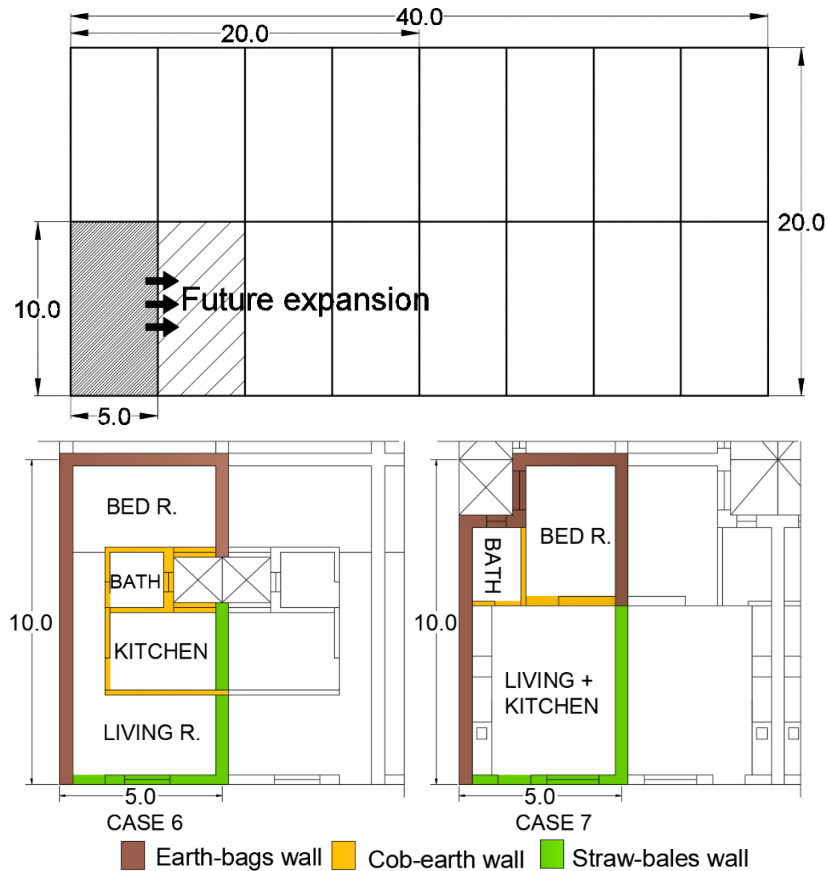 40.0
20.0
20.0
Future expansion
10.0
5.0
BED R.
BATH
KITCHEN
LIVING R.
10.0
5.0
CASE 6
BED R.
BATH
LIVING +
KITCHEN
10.0
5.0
CASE 7
Earth-bags wall
Cob-earth wall
Straw-bales wall